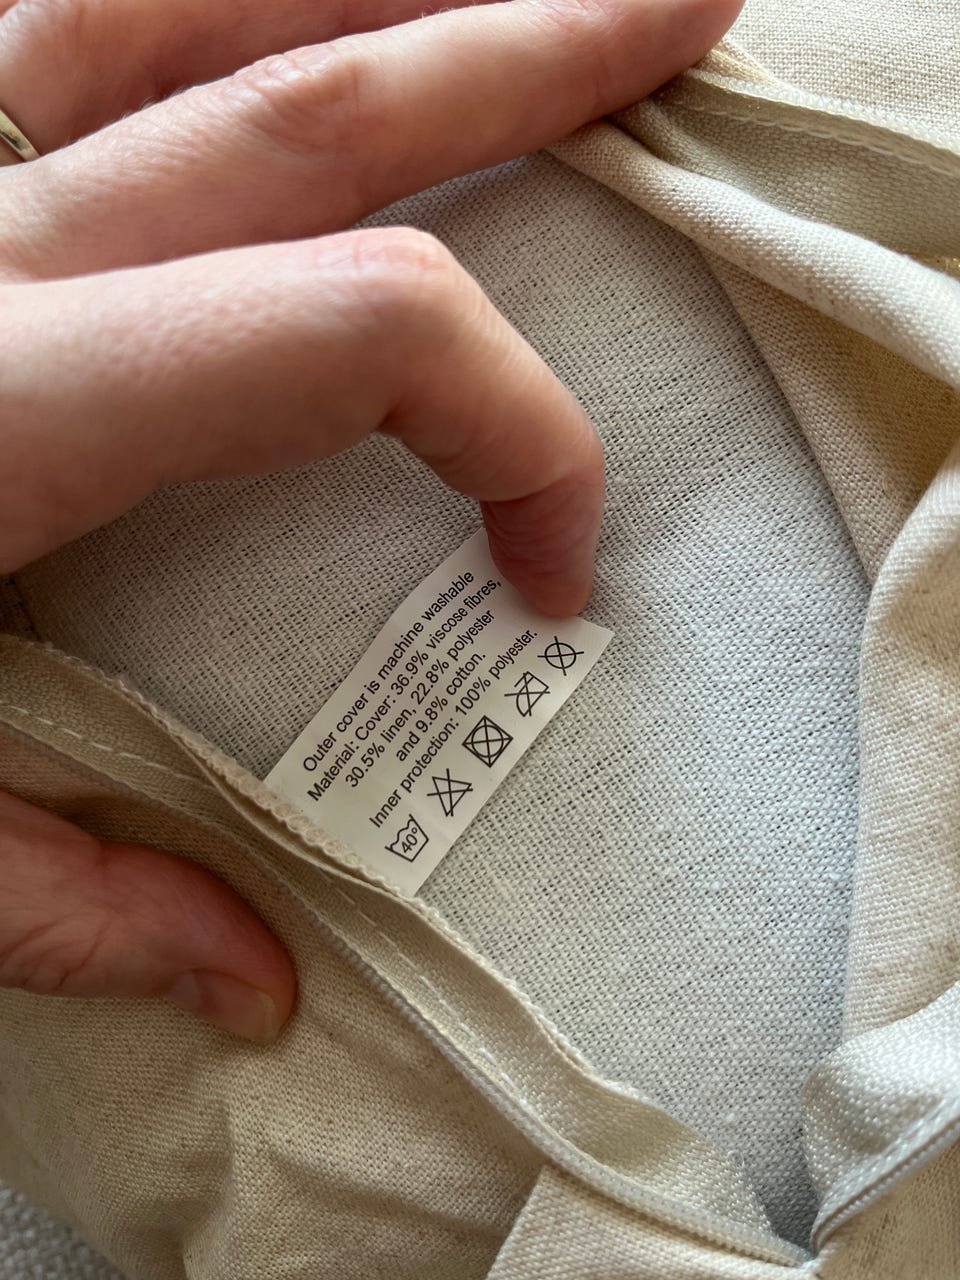 Outer cover is machine washable
Material: Cover: 36.9% viscose fibres,
30.5% linen, 22.8% polyester
and 9.8% cotton.
Inner protection: 100% polyester.
40°